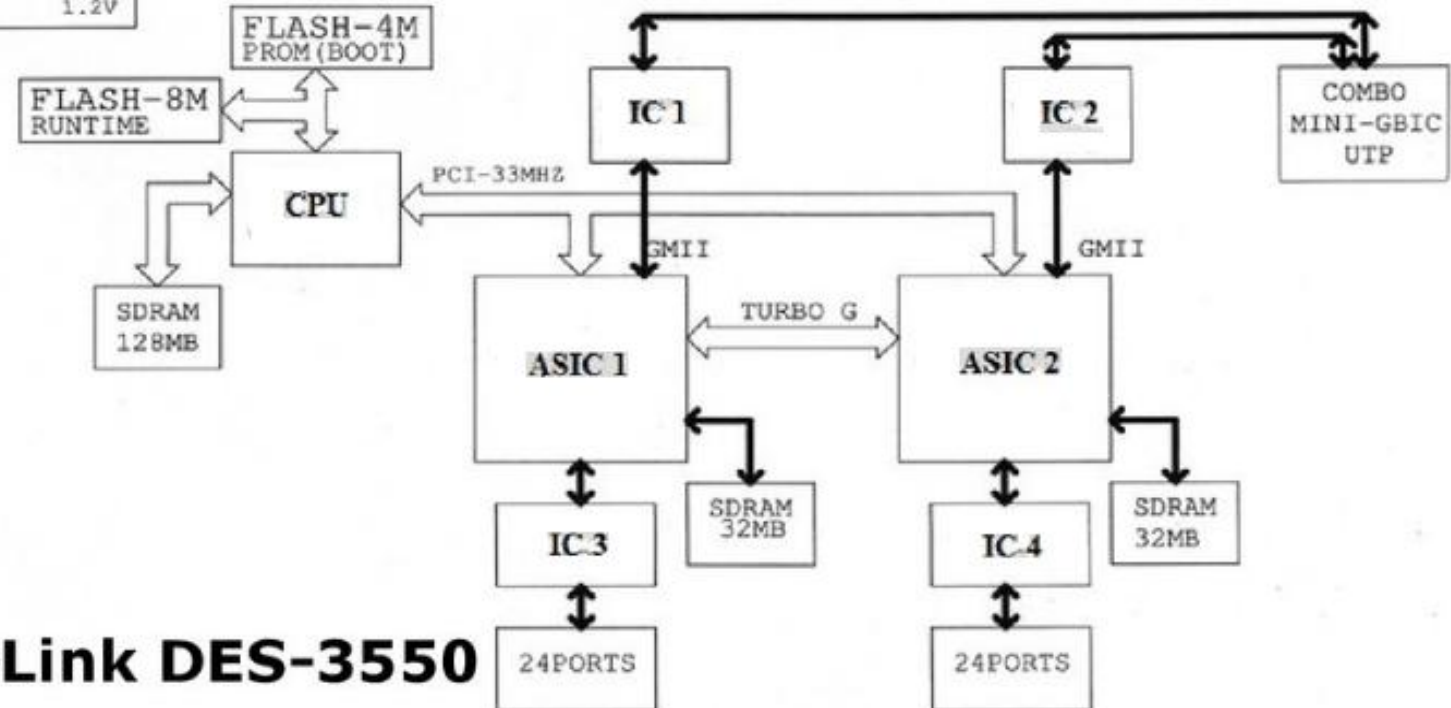 1.2V
FLASH-4M
PROM(BOOT)
FLASH-8M
RUNTIME
IC 1
IC 2
COMBO
MINI-GBIC
UTP
PCI-33MHZ
CPU
GMII
GMII
SDRAM
128MB
TURBO G
ASIC 1
ASIC 2
SDRAM
32MB
SDRAM
32MB
IC 3
IC 4
Link DES-3550
24PORTS
24PORTS